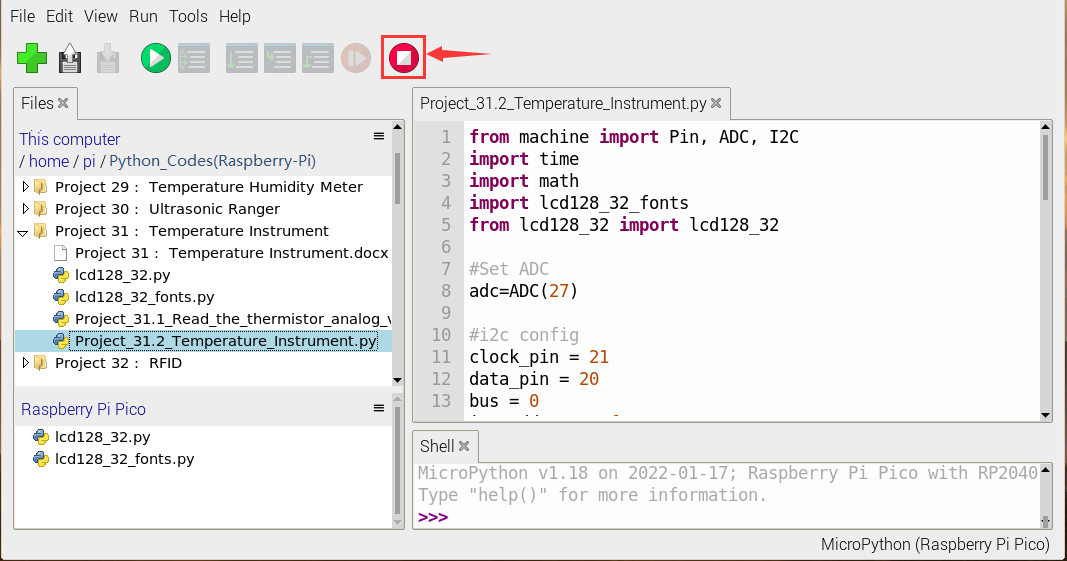 File Edit View Run Tools Help
Files
This computer
/ home / pi / Python_Codes(Raspberry-Pi)
Project 29 : Temperature Humidity Meter
Project 30 : Ultrasonic Ranger
Project 31 : Temperature Instrument
Project 31 : Temperature Instrument.docx
lcd128_32.py
lcd128_32_fonts.py
Project_31.1_Read_the_thermistor_analog_v
Project_31.2_Temperature_Instrument.py
Project 32 : RFID
Raspberry Pi Pico
lcd128_32.py
lcd128_32_fonts.py
Project_31.2_Temperature_Instrument.py
1 from machine import Pin, ADC, I2C
2 import time
3 import math
4 import lcd128_32_fonts
5 from lcd128_32 import lcd128_32
6
7 #Set ADC
8 adc=ADC(27)
9
10 #i2c config
11 clock_pin = 21
12 data_pin = 20
13 bus = 0
Shell
MicroPython v1.18 on 2022-01-17; Raspberry Pi Pico with RP2040
Type "help()" for more information.
>>>
MicroPython (Raspberry Pi Pico)